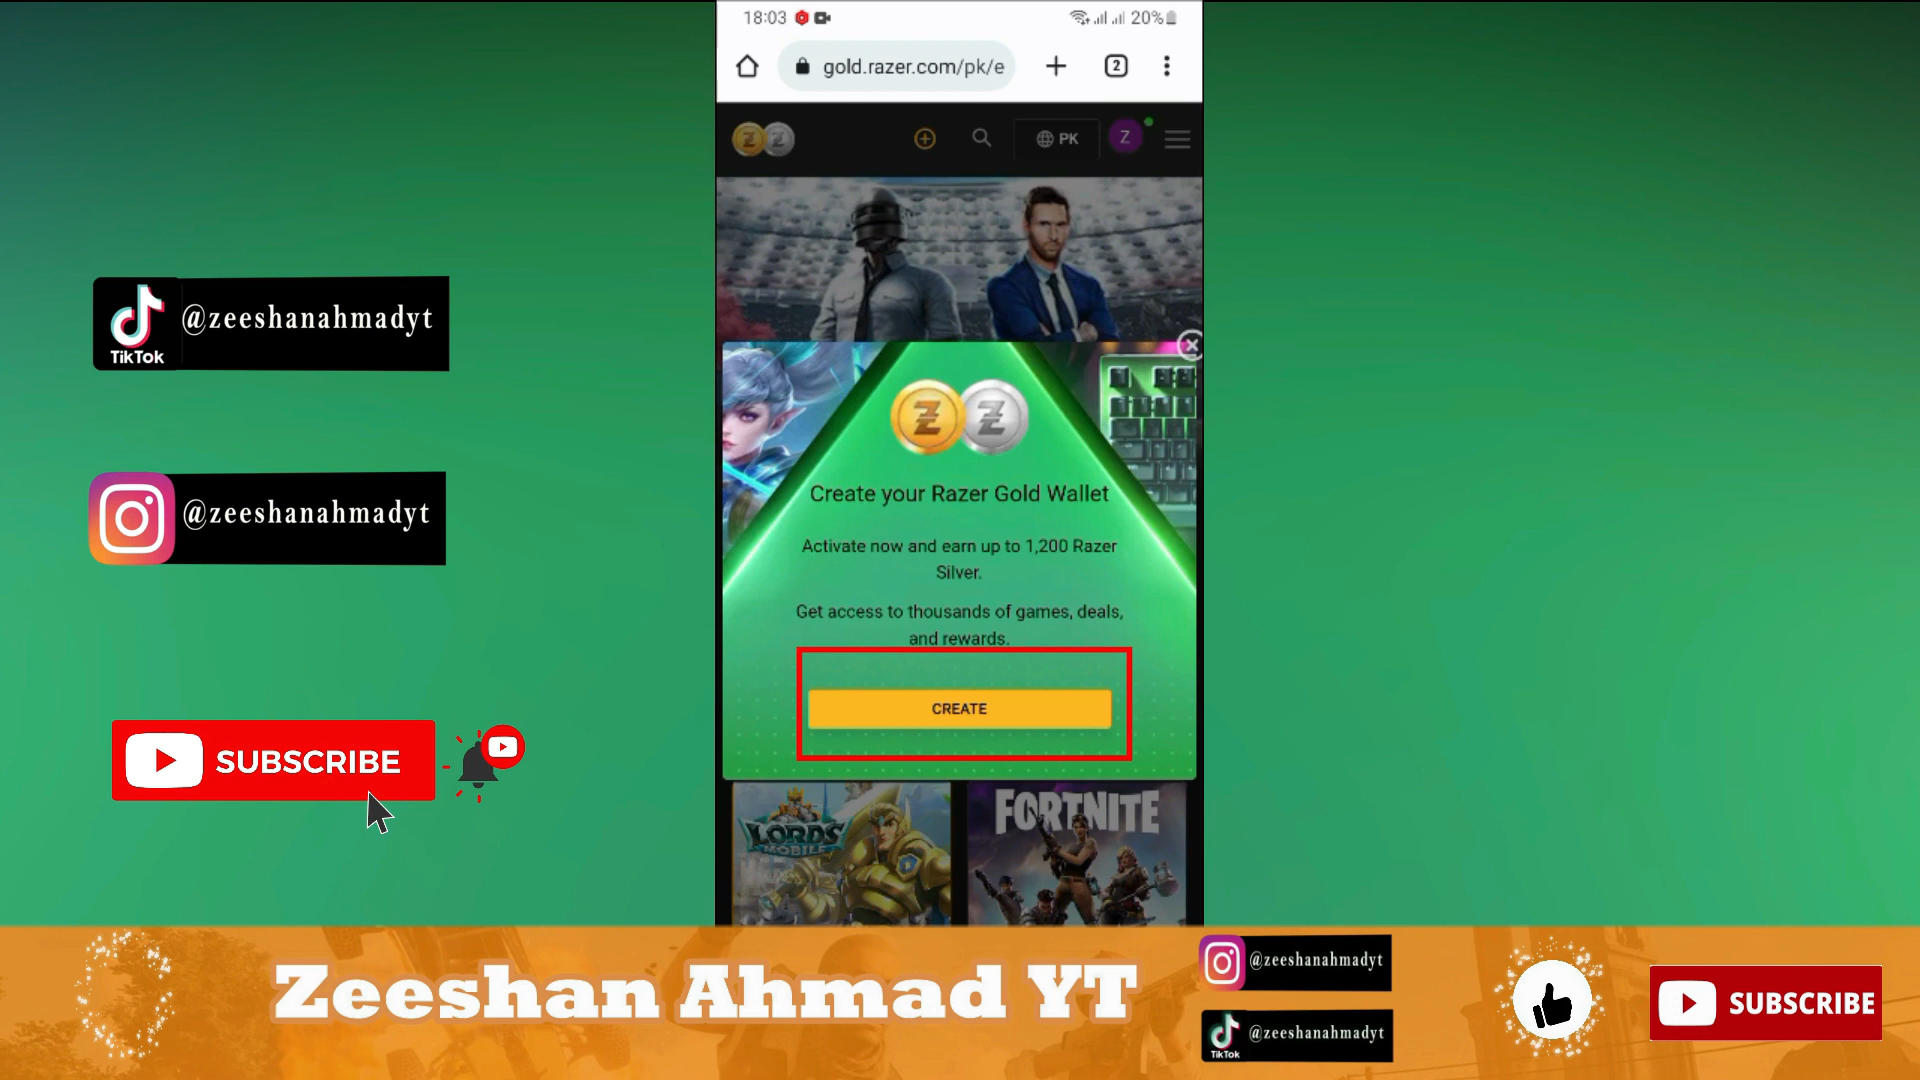 18:03
20%
gold.razer.com/pk/e
2
PK
Z
@zeeshanahmadyt
TikTok
@zeeshanahmadyt
SUBSCRIBE
Create your Razer Gold Wallet
Activate now and earn up to 1,200 Razer
Silver.
Get access to thousands of games, deals,
and rewards.
CREATE
LORDS
MOBILE
FORTNITE
Zeeshan Ahmad YT
@zeeshanahmadyt
TikTok
@zeeshanahmadyt
SUBSCRIBE